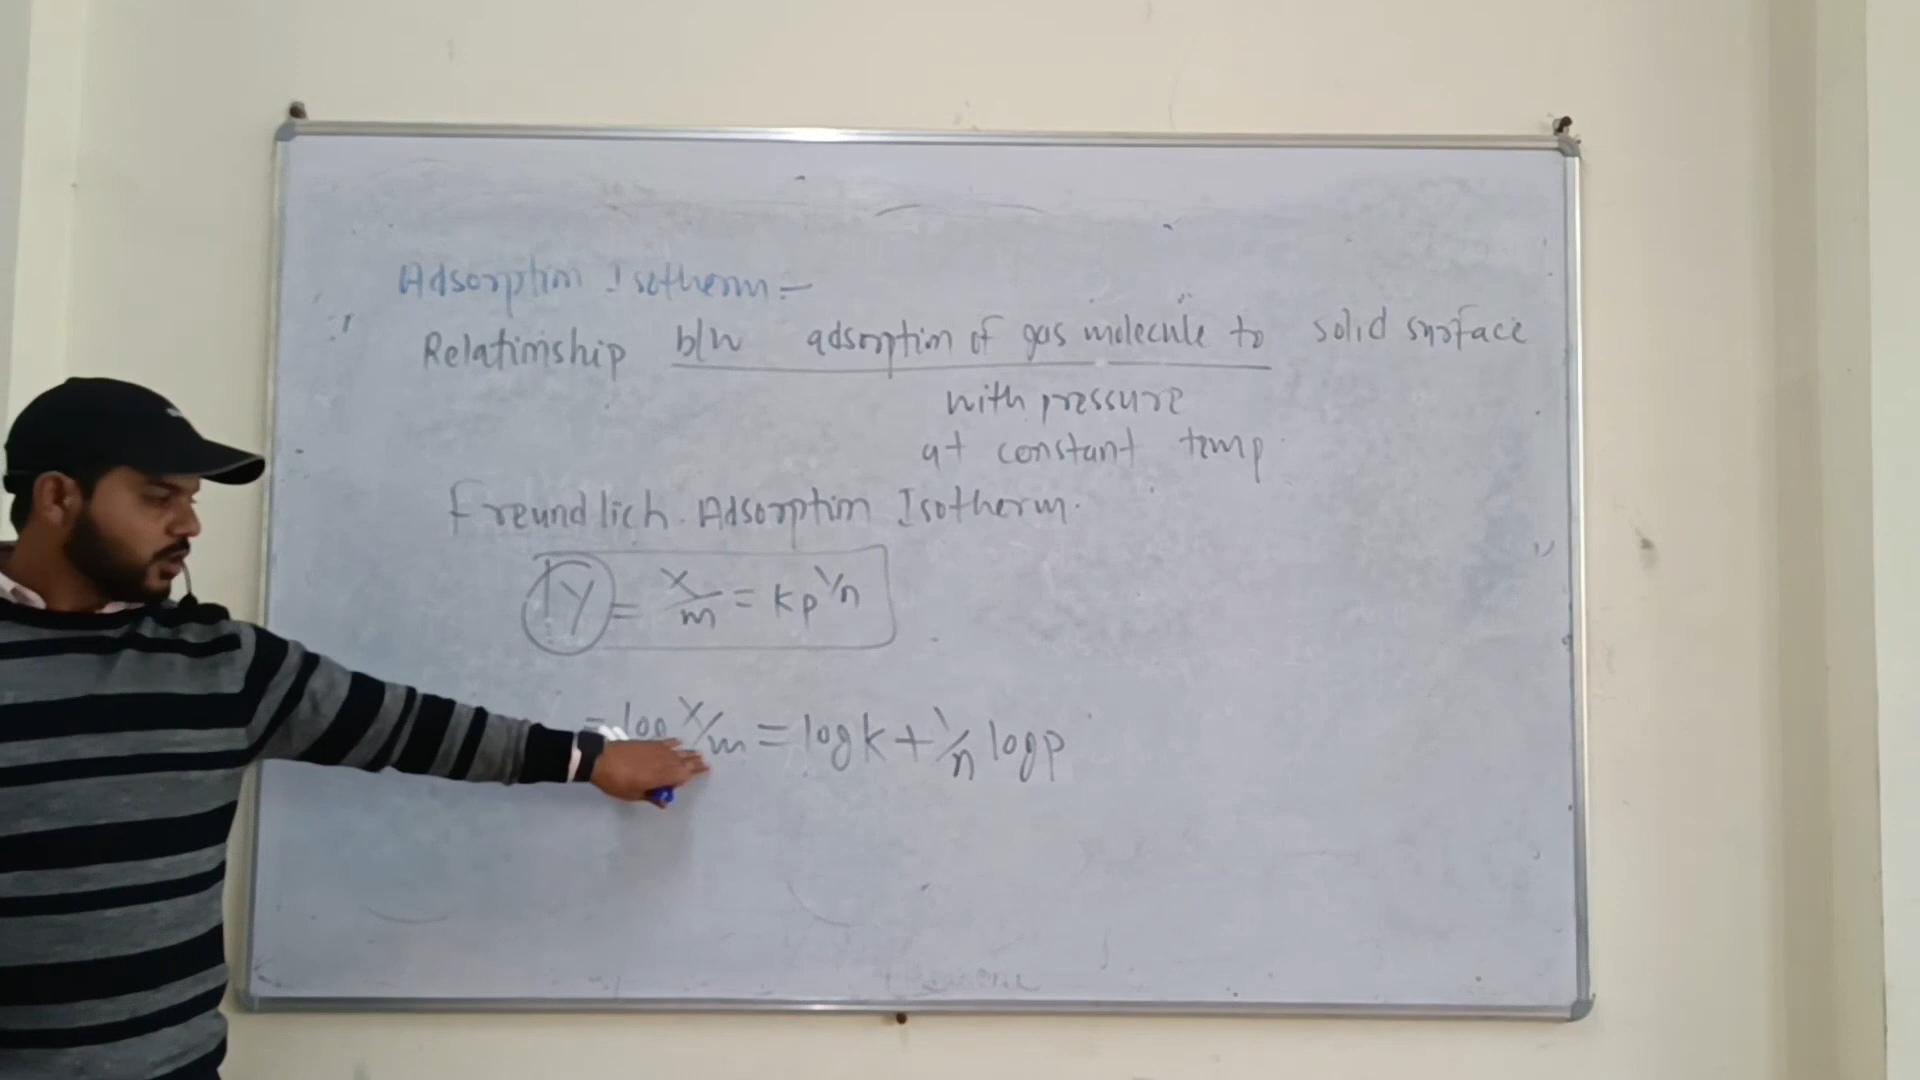 Adsorption Isotherm :-
Relationship b/w adsorption of gas molecule to solid surface
with pressure
at constant temp.
Freundlich Adsorption Isotherm.
y = x/m = kp^1/n
= log x/m = log k + 1/n log p